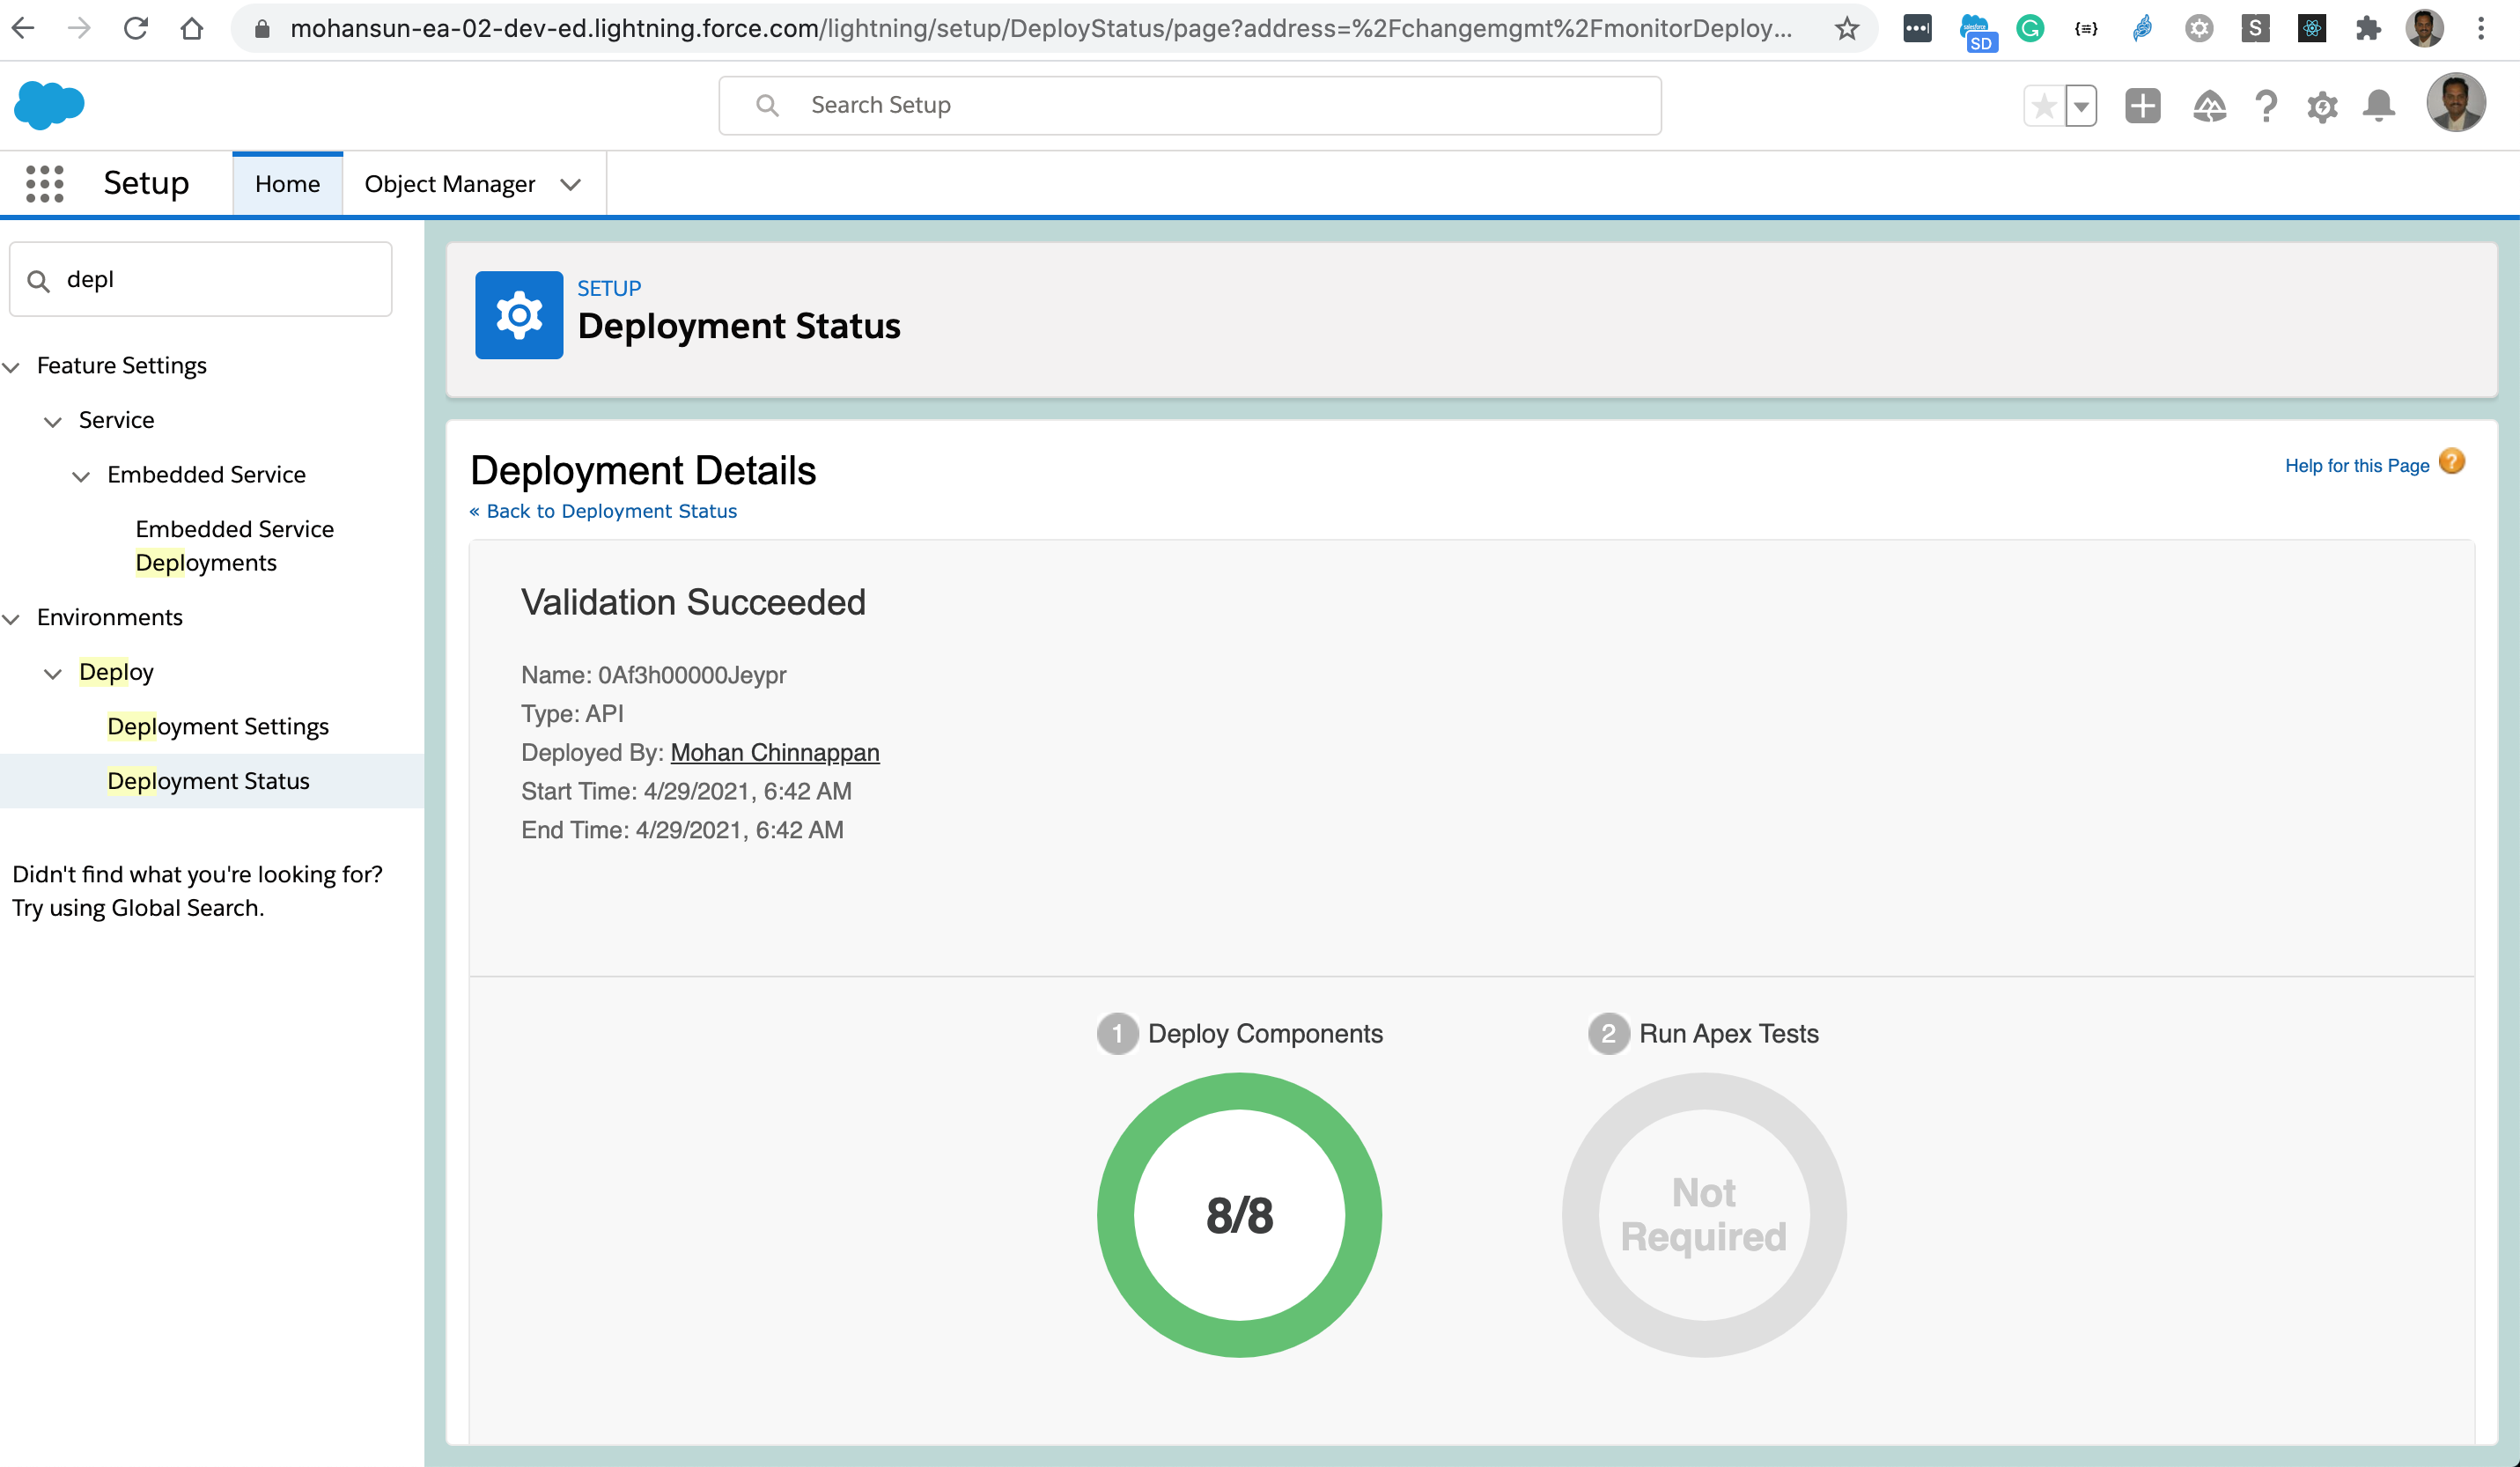 mohansun-ea-02-dev-ed.lightning.force.com/lightning/setup/DeployStatus/page?address=%2Fchangemgmt%2FmonitorDeploy...
SD
{=}
S
Search Setup
Setup
Home
Object Manager
depl
Feature Settings
Service
Embedded Service
Embedded Service
Deployments
Environments
Deploy
Deployment Settings
Deployment Status
Didn't find what you're looking for?
Try using Global Search.
SETUP
Deployment Status
Deployment Details
Help for this Page ?
« Back to Deployment Status
Validation Succeeded
Name: 0Af3h00000Jeypr
Type: API
Deployed By: Mohan Chinnappan
Start Time: 4/29/2021, 6:42 AM
End Time: 4/29/2021, 6:42 AM
1 Deploy Components
8/8
2 Run Apex Tests
Not
Required